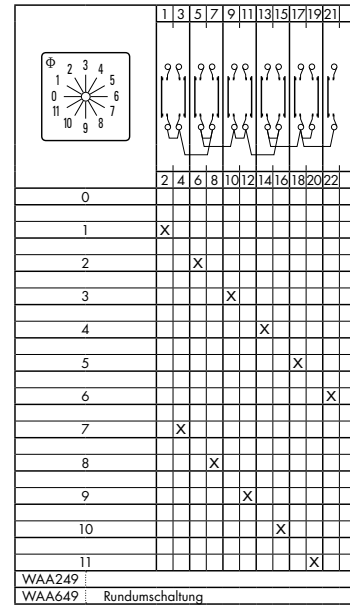 1 3 5 7 9 11 13 15 17 19 21
Φ
0 1 2 3 4 5 6 7 8 9 10 11
2 4 6 8 10 12 14 16 18 20 22
0
1 X
2 X
3 X
4 X
5 X
6 X
7 X
8 X
9 X
10 X
11 X
WAA249
WAA649 Rundumschaltung